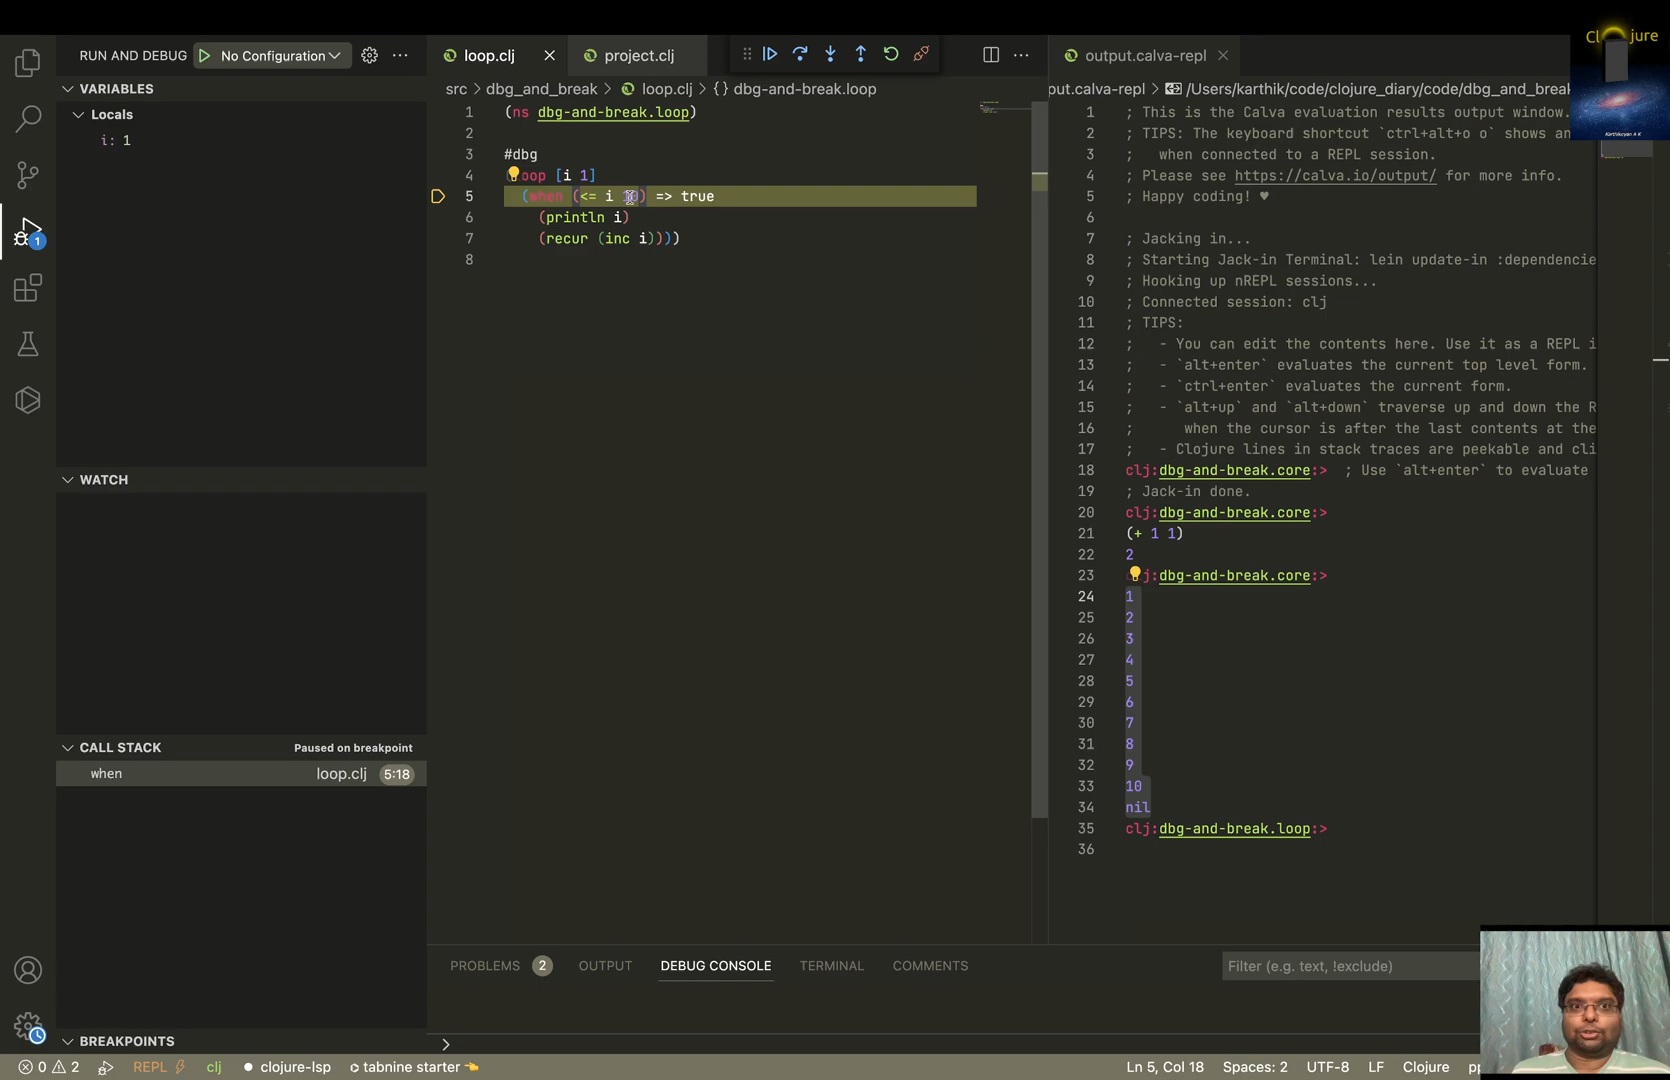 RUN AND DEBUG
No Configuration
VARIABLES
Locals
i: 1
WATCH
CALL STACK
Paused on breakpoint
when
loop.clj
5:18
BREAKPOINTS
loop.clj
project.clj
src > dbg_and_break > loop.clj > {} dbg-and-break.loop
1 (ns dbg-and-break.loop)
2
3 #dbg
4 oop [i 1]
5 (when (<= i 10) => true
6 (println i)
7 (recur (inc i))))
8
output.calva-repl
put.calva-repl > /Users/karthik/code/clojure_diary/code/dbg_and_break
1 ; This is the Calva evaluation results output window.
2 ; TIPS: The keyboard shortcut `ctrl+alt+o o` shows an
3 ; when connected to a REPL session.
4 ; Please see https://calva.io/output/ for more info.
5 ; Happy coding! ♥
6
7 ; Jacking in...
8 ; Starting Jack-in Terminal: lein update-in :dependencie
9 ; Hooking up nREPL sessions...
10 ; Connected session: clj
11 ; TIPS:
12 ; - You can edit the contents here. Use it as a REPL i
13 ; - `alt+enter` evaluates the current top level form.
14 ; - `ctrl+enter` evaluates the current form.
15 ; - `alt+up` and `alt+down` traverse up and down the R
16 ; when the cursor is after the last contents at the
17 ; - Clojure lines in stack traces are peekable and cli
18 clj:dbg-and-break.core:> ; Use `alt+enter` to evaluate
19 ; Jack-in done.
20 clj:dbg-and-break.core:>
21 (+ 1 1)
22 2
23 j:dbg-and-break.core:>
24 1
25 2
26 3
27 4
28 5
29 6
30 7
31 8
32 9
33 10
34 nil
35 clj:dbg-and-break.loop:>
36
Clojure
Karthikeyan A K
PROBLEMS 2 OUTPUT DEBUG CONSOLE TERMINAL COMMENTS
Filter (e.g. text, !exclude)
1
0 2 REPL clj clojure-lsp tabnine starter
Ln 5, Col 18 Spaces: 2 UTF-8 LF Clojure pp